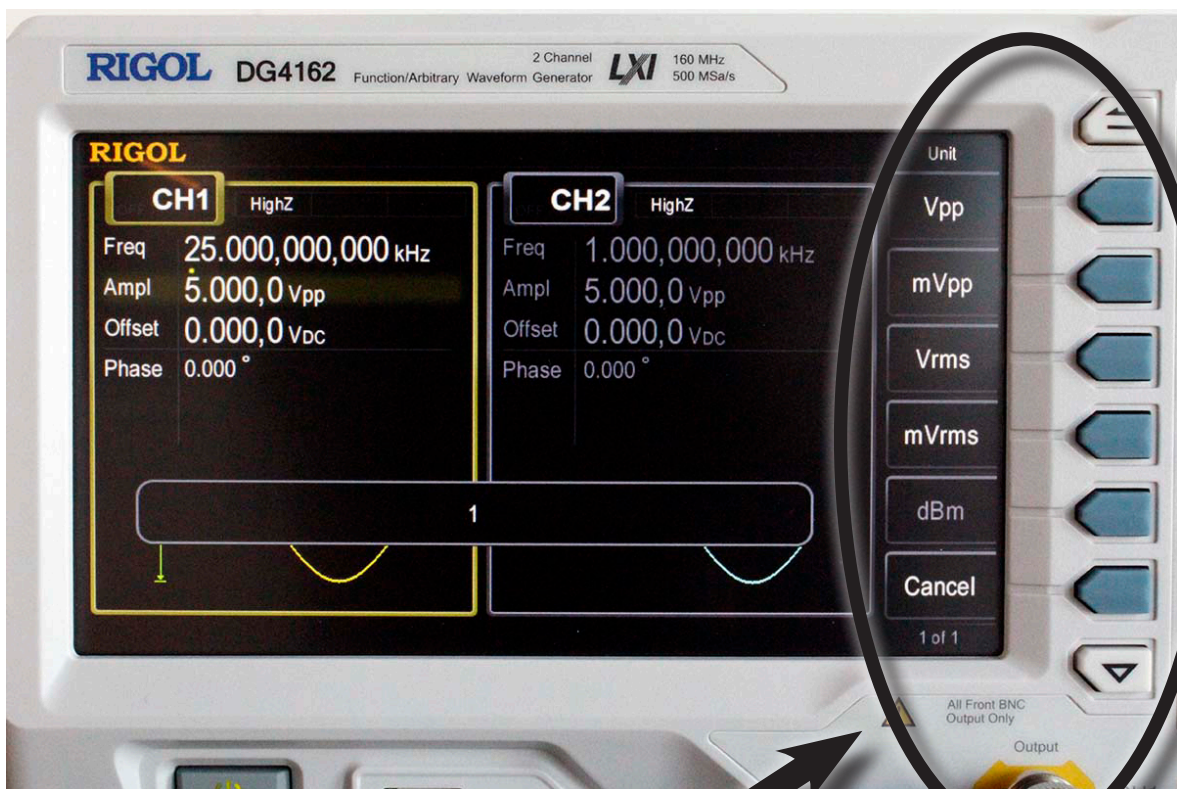 RIGOL DG4162 Function/Arbitrary Waveform Generator 2 Channel LXI 160 MHz 500 MSa/s
RIGOL
CH1 HighZ
Freq 25.000,000,000 kHz
Ampl 5.000,0 Vpp
Offset 0.000,0 VDC
Phase 0.000 °
CH2 HighZ
Freq 1.000,000,000 kHz
Ampl 5.000,0 Vpp
Offset 0.000,0 VDC
Phase 0.000 °
1
Unit
Vpp
mVpp
Vrms
mVrms
dBm
Cancel
1 of 1
All Front BNC
Output Only
Output